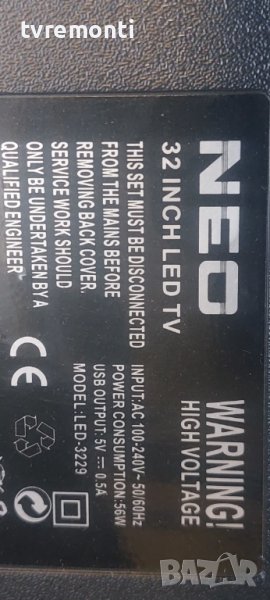 tvremonti
NEO
32 INCH LED TV
WARNING!
HIGH VOLTAGE
THIS SET MUST BE DISCONNECTED
FROM THE MAINS BEFORE
REMOVING BACK COVER.
SERVICE WORK SHOULD
ONLY BE UNDERTAKEN BY A
QUALIFIED ENGINEER"
INPUT:AC 100-240V~ 50/60Hz
POWER CONSUMPTION:56W
USB OUTPUT:5V⎓0.5A
MODEL:LED-3229
CE
BAZAR
bg